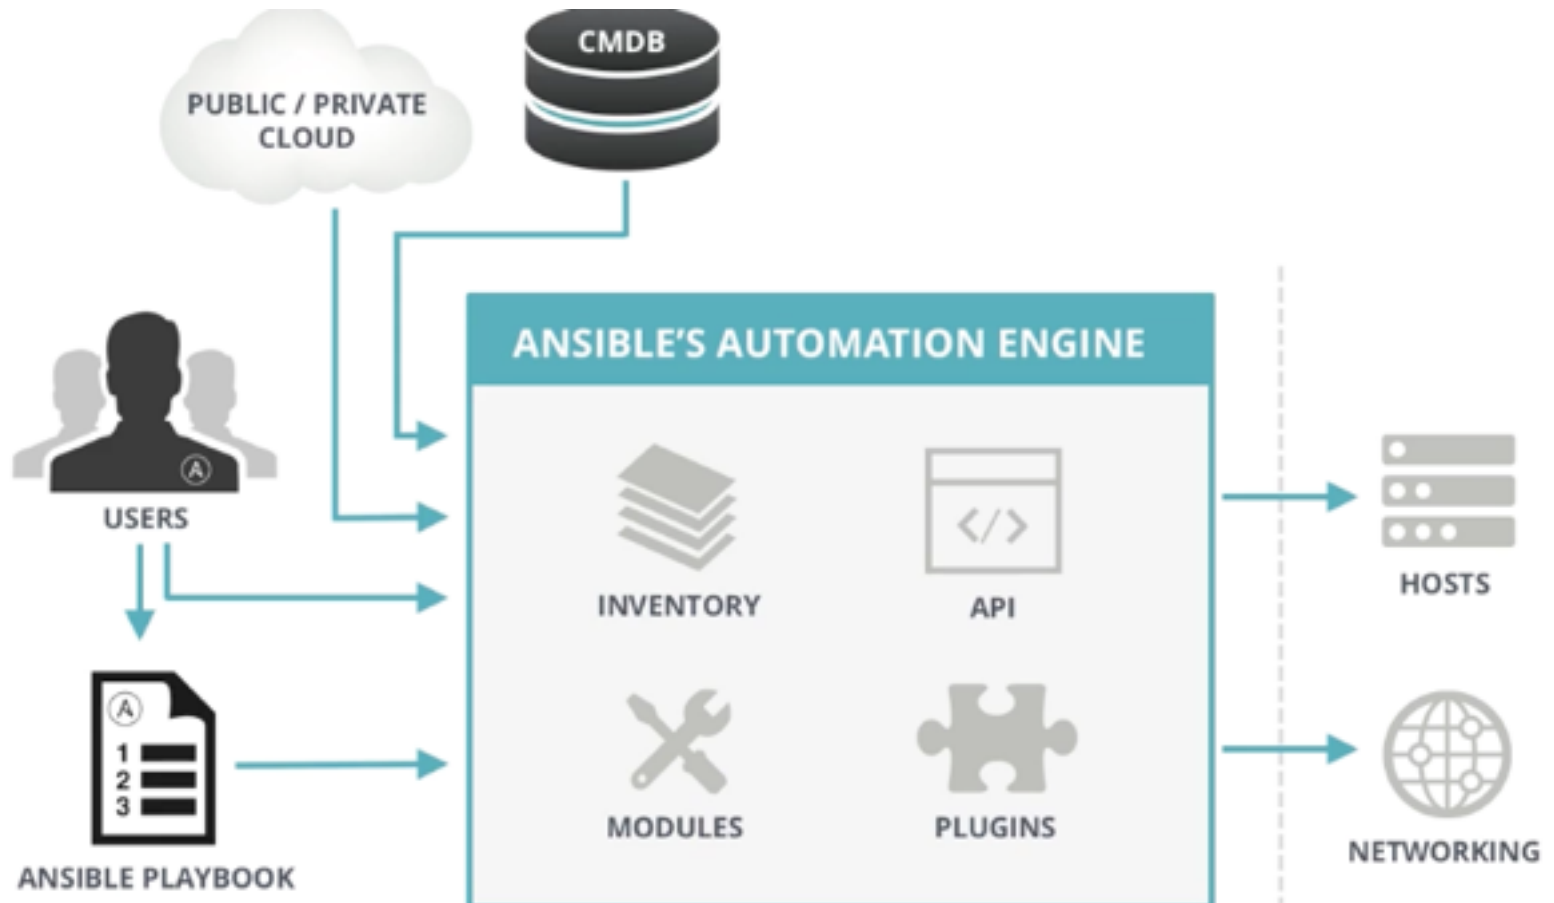 PUBLIC / PRIVATE
CLOUD
CMDB
ANSIBLE’S AUTOMATION ENGINE
A
USERS
</>
INVENTORY
API
HOSTS
A
1
2
3
MODULES
PLUGINS
NETWORKING
ANSIBLE PLAYBOOK